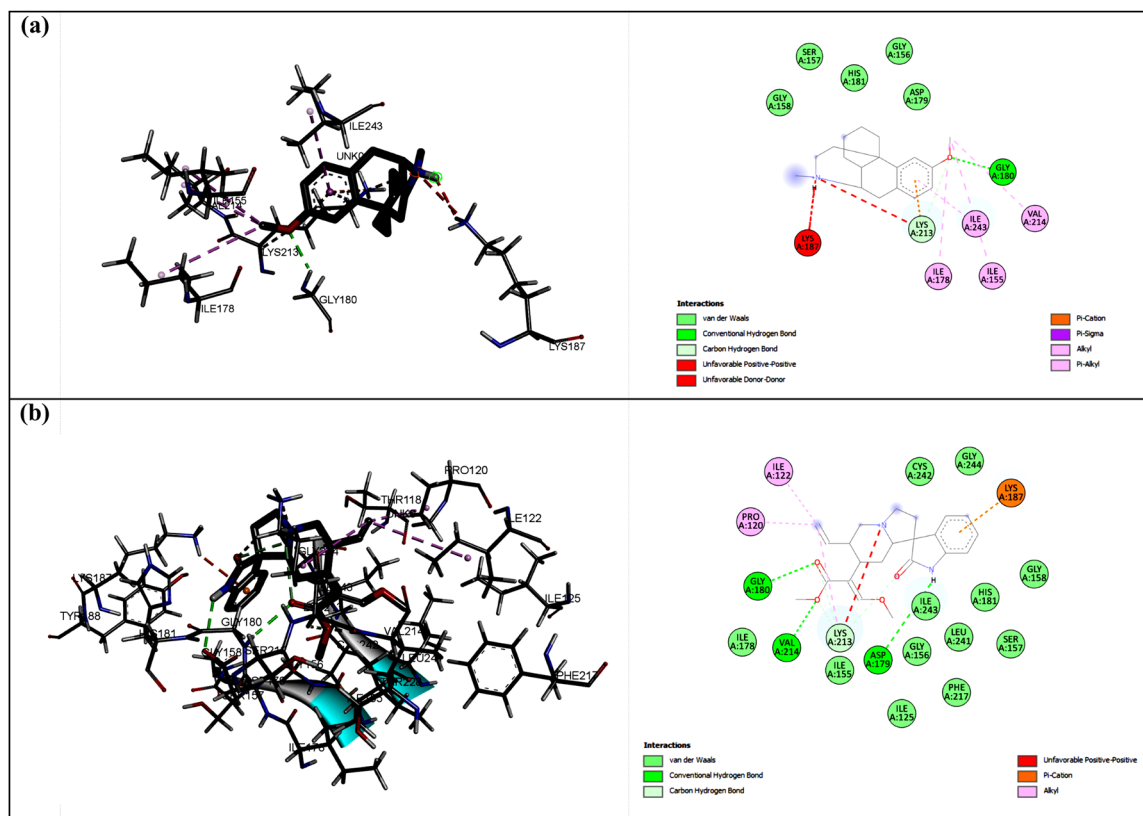 (a)
ILE243
UNK0
LYS213
GLY180
ILE178
LYS187
SER
A:157
GLY
A:156
HIS
A:181
GLY
A:158
ASP
A:179
GLY
A:180
VAL
A:214
LYS
A:213
ILE
A:243
LYS
A:187
ILE
A:178
ILE
A:155
N
H
O
Interactions
van der Waals
Conventional Hydrogen Bond
Carbon Hydrogen Bond
Unfavorable Positive-Positive
Unfavorable Donor-Donor
Pi-Cation
Pi-Sigma
Alkyl
Pi-Alkyl
(b)
PRO120
THR118
ILE122
LYS187
ILE125
TYR188
HIS181
GLY180
GLY158
VAL214
PHE217
ILE178
ILE
A:122
CYS
A:242
GLY
A:244
LYS
A:187
PRO
A:120
GLY
A:180
GLY
A:158
HIS
A:181
ILE
A:243
ILE
A:178
VAL
A:214
LYS
A:213
ASP
A:179
GLY
A:156
LEU
A:241
SER
A:157
ILE
A:155
PHE
A:217
ILE
A:125
N
O
O
O
O
N
H
Interactions
van der Waals
Conventional Hydrogen Bond
Carbon Hydrogen Bond
Unfavorable Positive-Positive
Pi-Cation
Alkyl